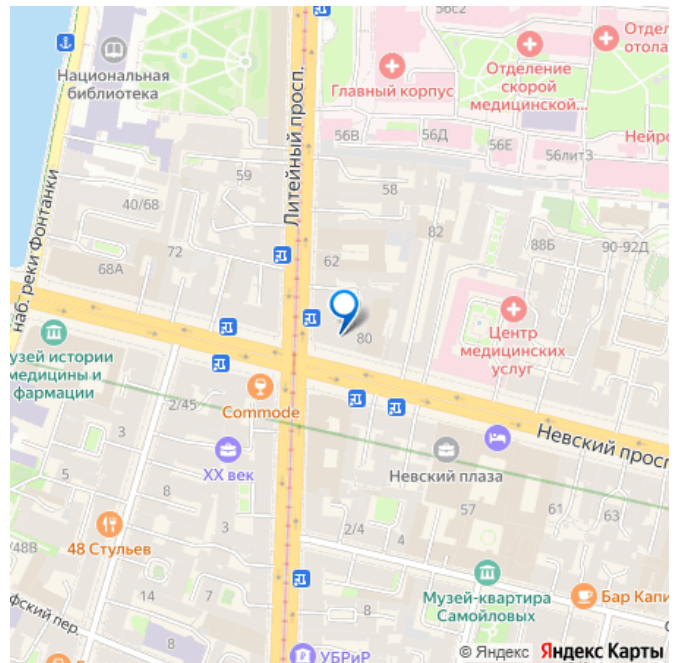 56с2
Отдел
отола
Национальная
библиотека
Литейный просп.
Главный корпус
Отделение
скорой
медицинской...
56В
56Д
56Е
56лит3
Нейро
59
58
40/68
наб. реки Фонтанки
82
72
88Б
90-92Д
68А
62
80
Центр
медицинских
услуг
узей истории
медицины и
фармации
Commode
2/45
Невский просп
3
XX век
Невский плаза
5
8
57
61
63
48 Стульев
/48В
3
2/4
4
14
7
8
Музей-квартира
Самойловых
Бар Капи
фский пер.
УБРиР
© Яндекс Яндекс Карты